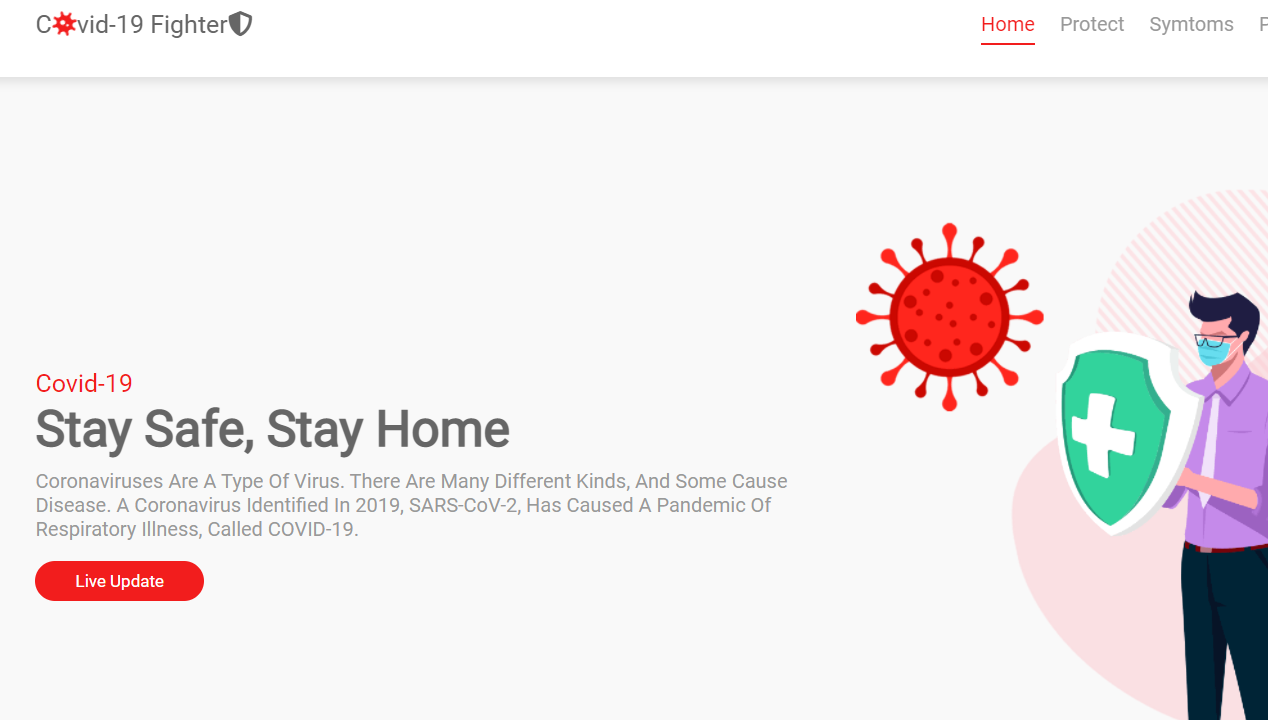 Covid-19 Fighter
Home Protect Symtoms P
Covid-19
Stay Safe, Stay Home
Coronaviruses Are A Type Of Virus. There Are Many Different Kinds, And Some Cause
Disease. A Coronavirus Identified In 2019, SARS-CoV-2, Has Caused A Pandemic Of
Respiratory Illness, Called COVID-19.
Live Update